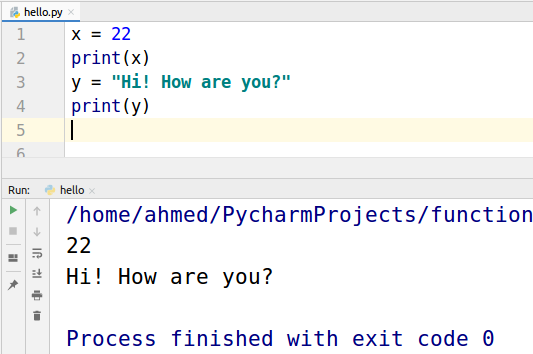 hello.py
1 x = 22
2 print(x)
3 y = "Hi! How are you?"
4 print(y)
5
6
Run: hello
/home/ahmed/PycharmProjects/function
22
Hi! How are you?
Process finished with exit code 0